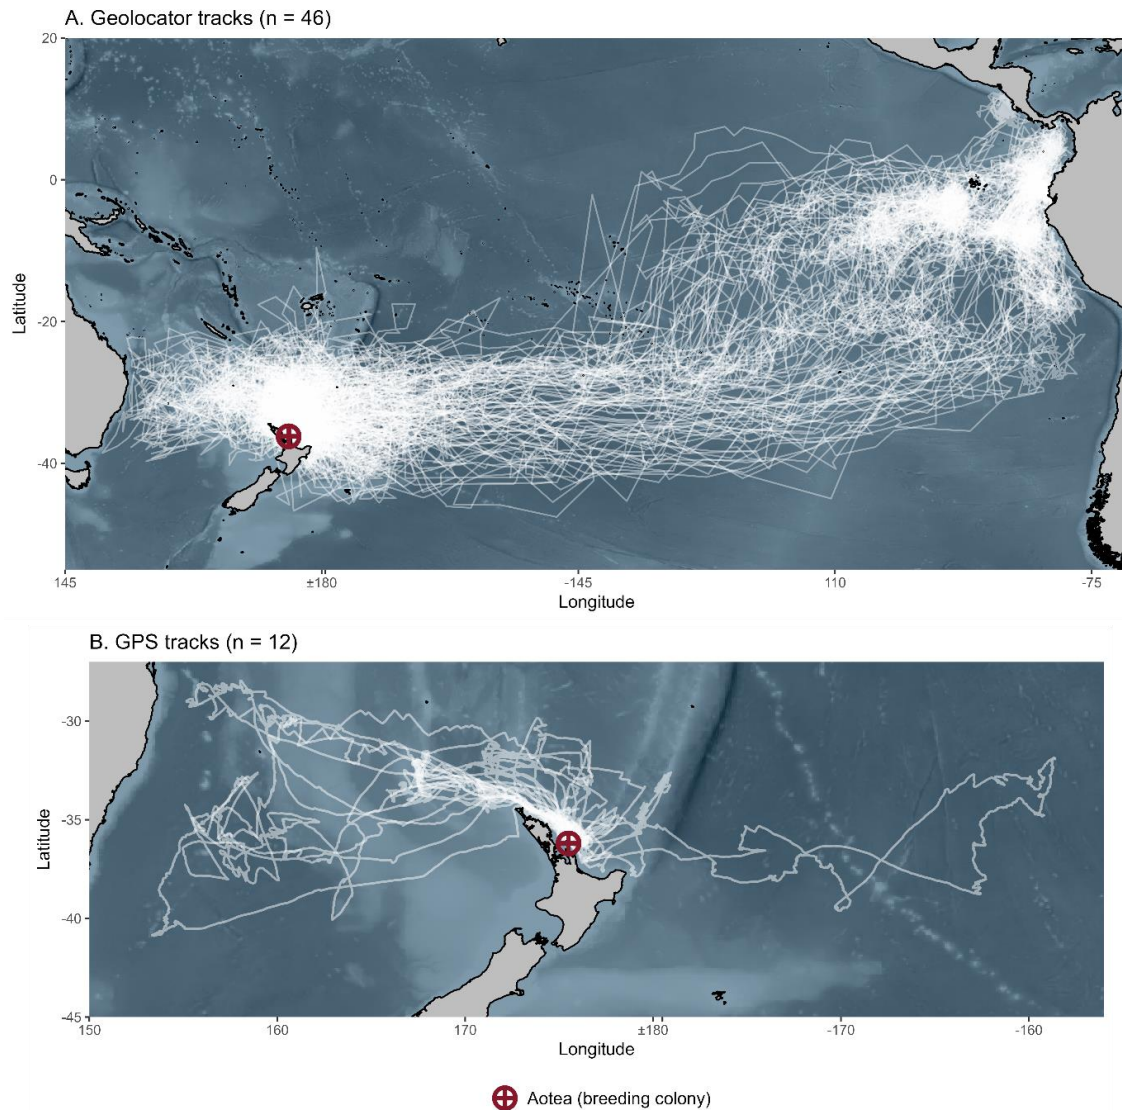 A. Geolocator tracks (n = 46)
20
0
-20
-40
Latitude
145
±180
-145
110
-75
Longitude
B. GPS tracks (n = 12)
-30
-35
-40
-45
Latitude
150
160
170
±180
-170
-160
Longitude
Aotea (breeding colony)